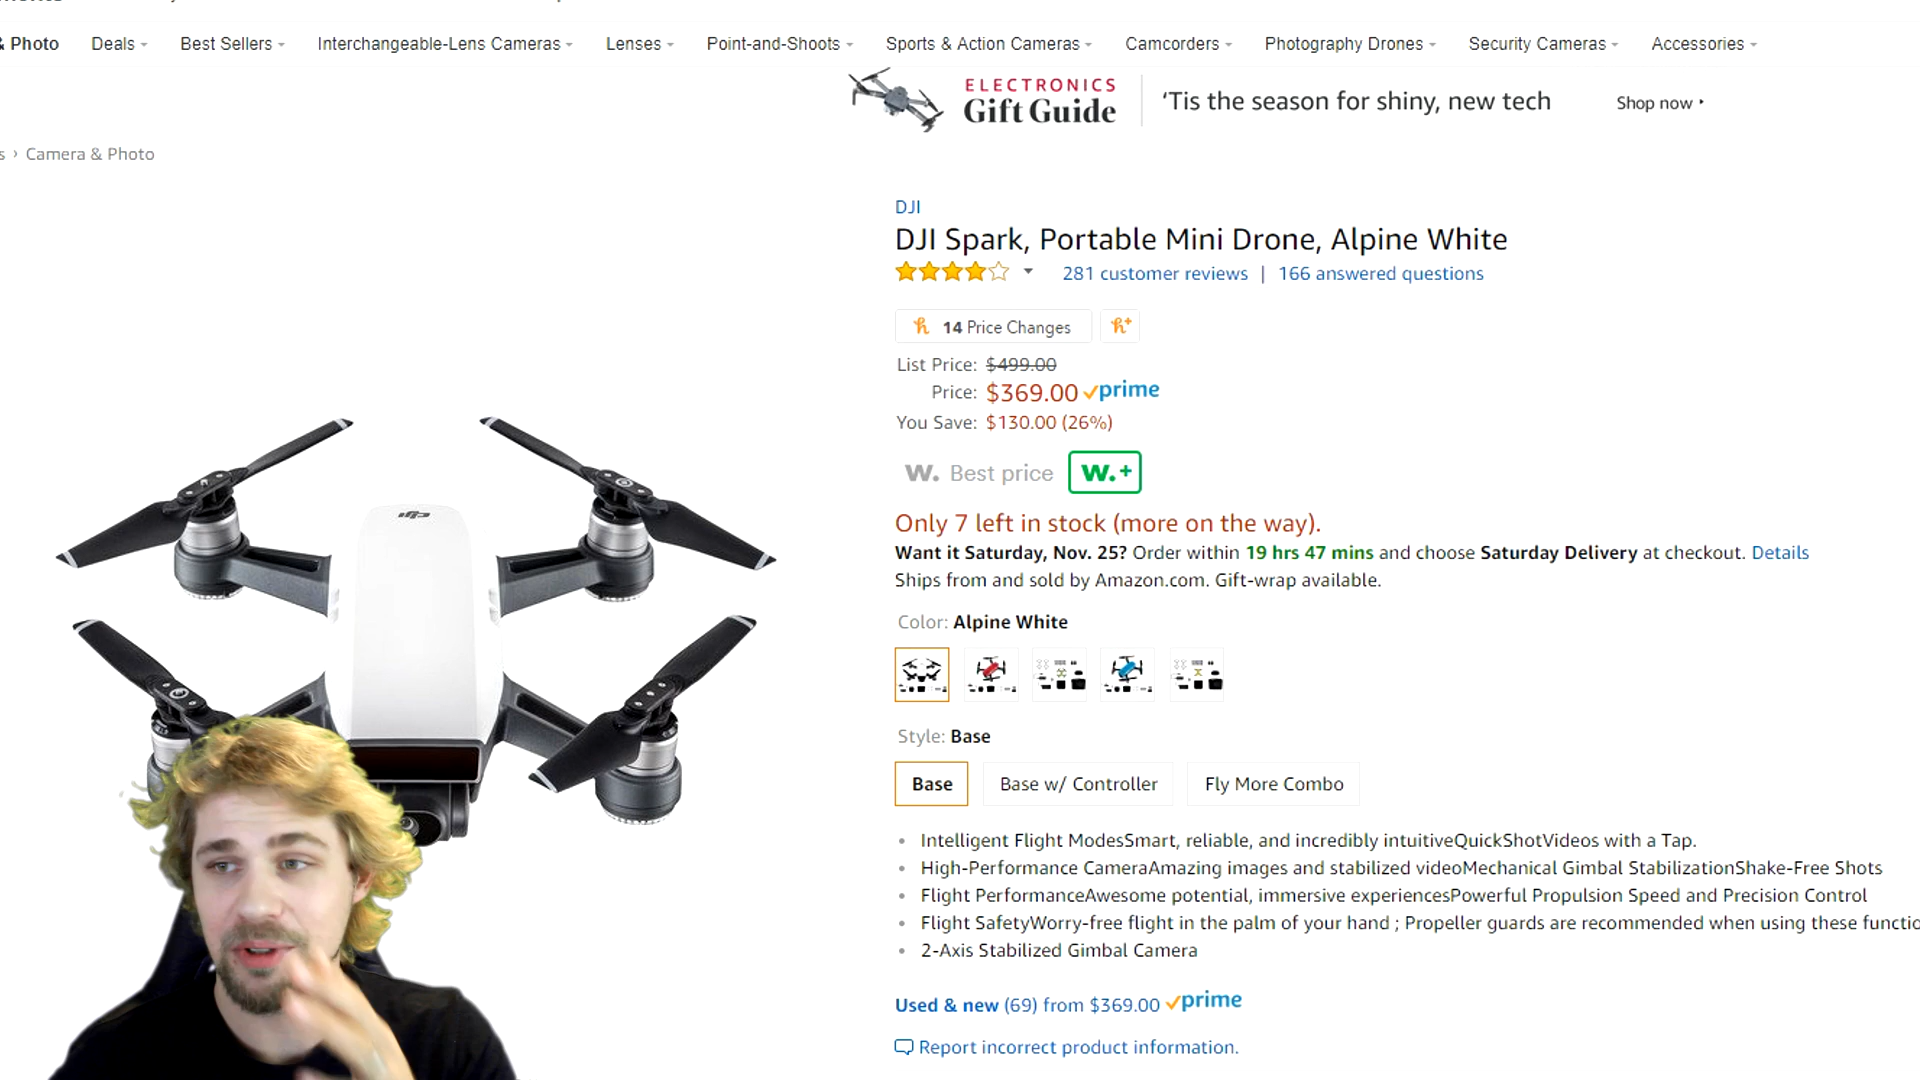 & Photo Deals Best Sellers Interchangeable-Lens Cameras Lenses Point-and-Shoots Sports & Action Cameras Camcorders Photography Drones Security Cameras Accessories
ELECTRONICS
Gift Guide
‘Tis the season for shiny, new tech
Shop now
s › Camera & Photo
DJI
DJI Spark, Portable Mini Drone, Alpine White
281 customer reviews | 166 answered questions
14 Price Changes
List Price: $499.00
Price: $369.00 prime
You Save: $130.00 (26%)
W. Best price W.+
Only 7 left in stock (more on the way).
Want it Saturday, Nov. 25? Order within 19 hrs 47 mins and choose Saturday Delivery at checkout. Details
Ships from and sold by Amazon.com. Gift-wrap available.
Color: Alpine White
Style: Base
Base Base w/ Controller Fly More Combo
• Intelligent Flight ModesSmart, reliable, and incredibly intuitiveQuickShotVideos with a Tap.
• High-Performance CameraAmazing images and stabilized videoMechanical Gimbal StabilizationShake-Free Shots
• Flight PerformanceAwesome potential, immersive experiencesPowerful Propulsion Speed and Precision Control
• Flight SafetyWorry-free flight in the palm of your hand ; Propeller guards are recommended when using these functio
• 2-Axis Stabilized Gimbal Camera
Used & new (69) from $369.00 prime
Report incorrect product information.